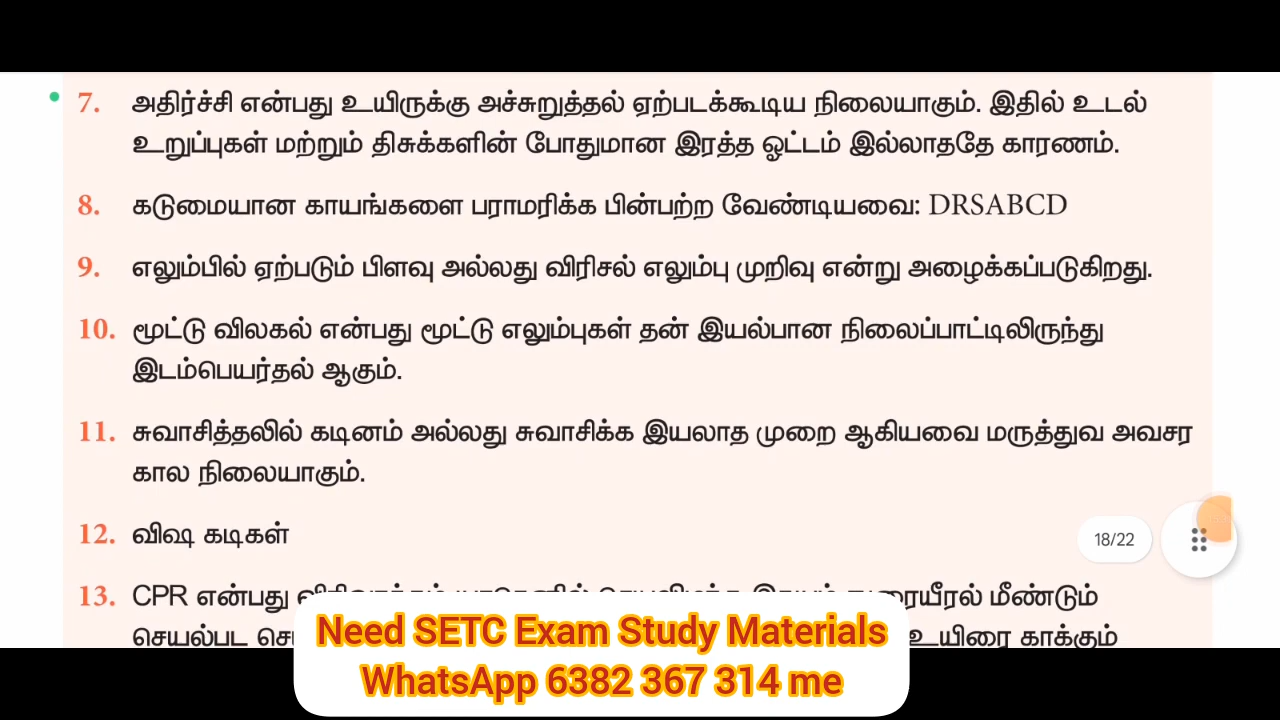 7. அதிர்ச்சி என்பது உயிருக்கு அச்சுறுத்தல் ஏற்படக்கூடிய நிலையாகும். இதில் உடல்
உறுப்புகள் மற்றும் திசுக்களின் போதுமான இரத்த ஓட்டம் இல்லாததே காரணம்.
8. கடுமையான காயங்களை பராமரிக்க பின்பற்ற வேண்டியவை: DRSABCD
9. எலும்பில் ஏற்படும் பிளவு அல்லது விரிசல் எலும்பு முறிவு என்று அழைக்கப்படுகிறது.
10. மூட்டு விலகல் என்பது மூட்டு எலும்புகள் தன் இயல்பான நிலைப்பாட்டிலிருந்து
இடம்பெயர்தல் ஆகும்.
11. சுவாசித்தலில் கடினம் அல்லது சுவாசிக்க இயலாத முறை ஆகியவை மருத்துவ அவசர
கால நிலையாகும்.
12. விஷ கடிகள்
18/22
13. CPR என்பது மீண்டும்
செயல்பட உயிரை காக்கும்
Need SETC Exam Study Materials
WhatsApp 6382 367 314 me